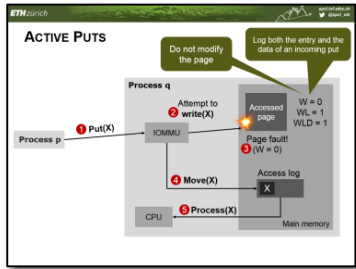 ETHzürich
spcl.inf.ethz.ch
@spcl_eth
ACTIVE PUTS
Do not modify
the page
Log both the entry and the
data of an incoming put
Process q
Attempt to
2 write(X)
Accessed
page
W = 0
WL = 1
WLD = 1
1 Put(X)
IOMMU
Process p
Page fault!
3 (W = 0)
4 Move(X)
Access log
X
5 Process(X)
CPU
Main memory